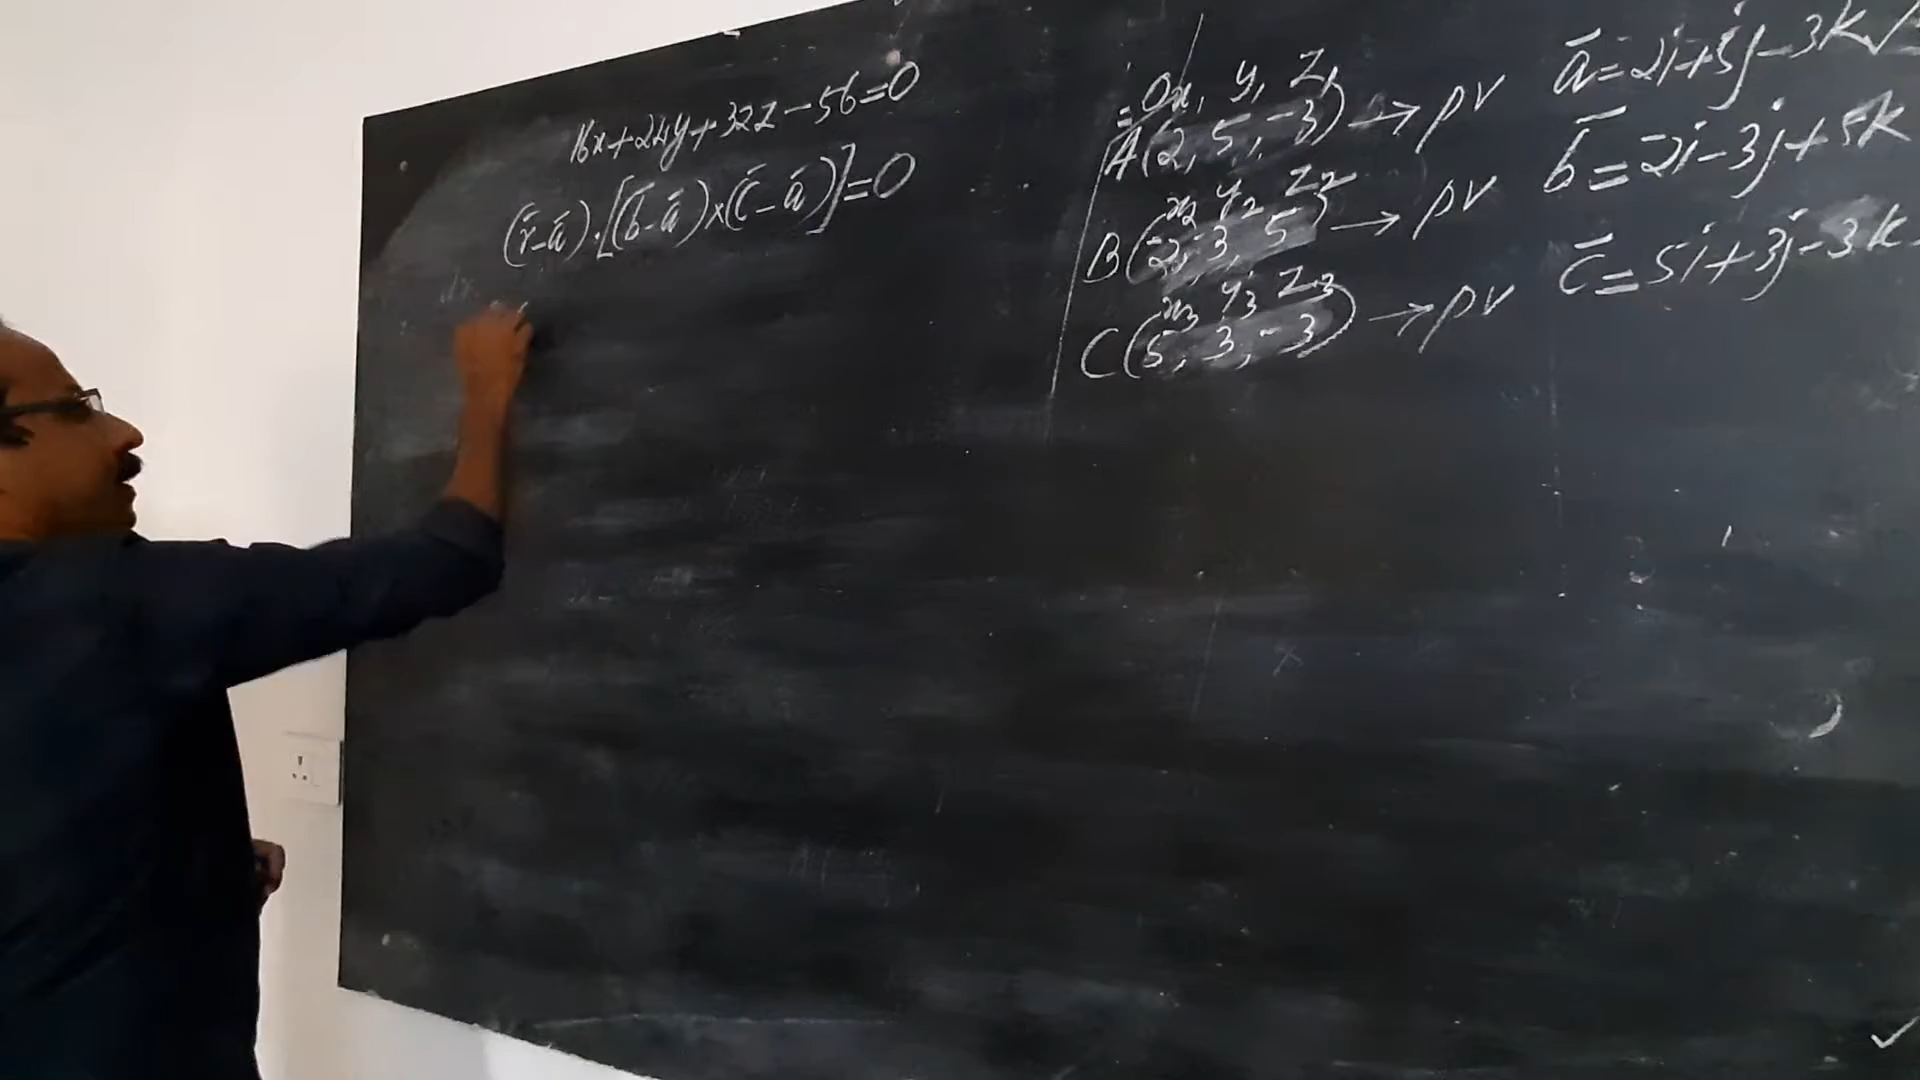 16x+24y+32z-56=0
(r̄-ā).[(b̄-ā)×(c̄-ā)]=0
x₁ y₁ z₁
A(2, 5, -3) → pv ā=2i+5j-3k
x₂ y₂ z₂
B(-2, -3, 5) → pv b̄=-2i-3j+5k
x₃ y₃ z₃
C(5, 3, -3) → pv c̄=5i+3j-3k